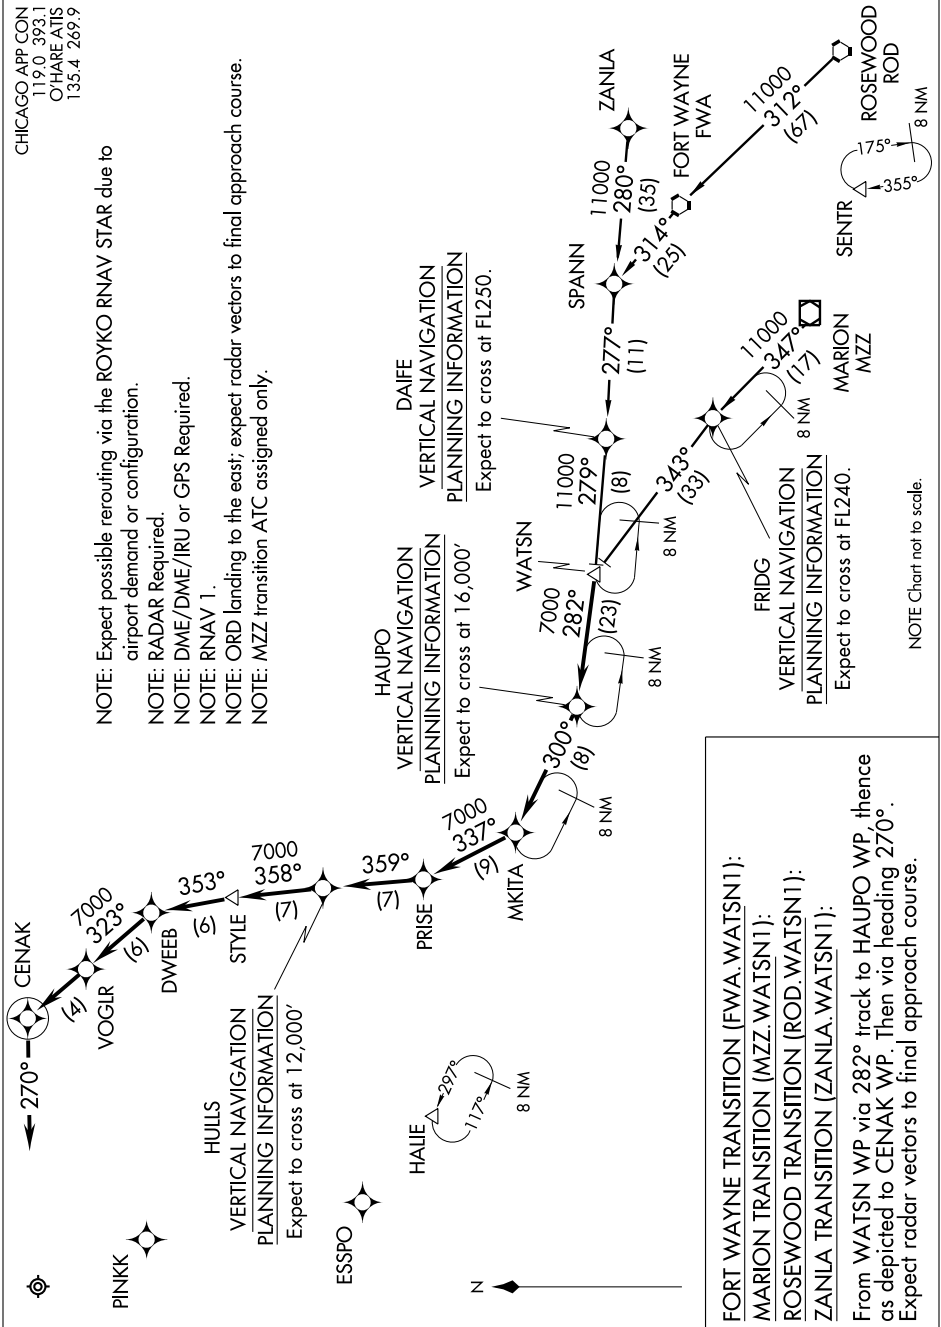 CHICAGO APP CON
119.0 393.1
O'HARE ATIS
135.4 269.9
NOTE: Expect possible rerouting via the ROYKO RNAV STAR due to
airport demand or configuration.
NOTE: RADAR Required.
NOTE: DME/DME/IRU or GPS Required.
NOTE: RNAV 1.
NOTE: ORD landing to the east; expect radar vectors to final approach course.
NOTE: MZZ transition ATC assigned only.
CENAK
270°
(4)
VOGLR
7000
323°
(6)
DWEEB
353°
(6)
STYLE
7000
358°
(7)
HULLS
VERTICAL NAVIGATION
PLANNING INFORMATION
Expect to cross at 12,000'
359°
(7)
PRISE
7000
337°
(9)
MKITA
8 NM
300°
(8)
HAUPO
VERTICAL NAVIGATION
PLANNING INFORMATION
Expect to cross at 16,000'
8 NM
7000
282°
(23)
WATSN
8 NM
11000
279°
(8)
DAIFE
VERTICAL NAVIGATION
PLANNING INFORMATION
Expect to cross at FL250.
277°
(11)
SPANN
11000
280°
(35)
ZANLA
314°
(25)
FORT WAYNE
FWA
11000
312°
(67)
ROSEWOOD
ROD
SENTR
175°
355°
8 NM
343°
(33)
FRIDG
VERTICAL NAVIGATION
PLANNING INFORMATION
Expect to cross at FL240.
8 NM
11000
347°
(17)
MARION
MZZ
PINKK
ESSPO
HALIE
297°
117°
8 NM
N
NOTE Chart not to scale.
FORT WAYNE TRANSITION (FWA.WATSN1):
MARION TRANSITION (MZZ.WATSN1):
ROSEWOOD TRANSITION (ROD.WATSN1):
ZANLA TRANSITION (ZANLA.WATSN1):
From WATSN WP via 282° track to HAUPO WP, thence
as depicted to CENAK WP. Then via heading 270°.
Expect radar vectors to final approach course.